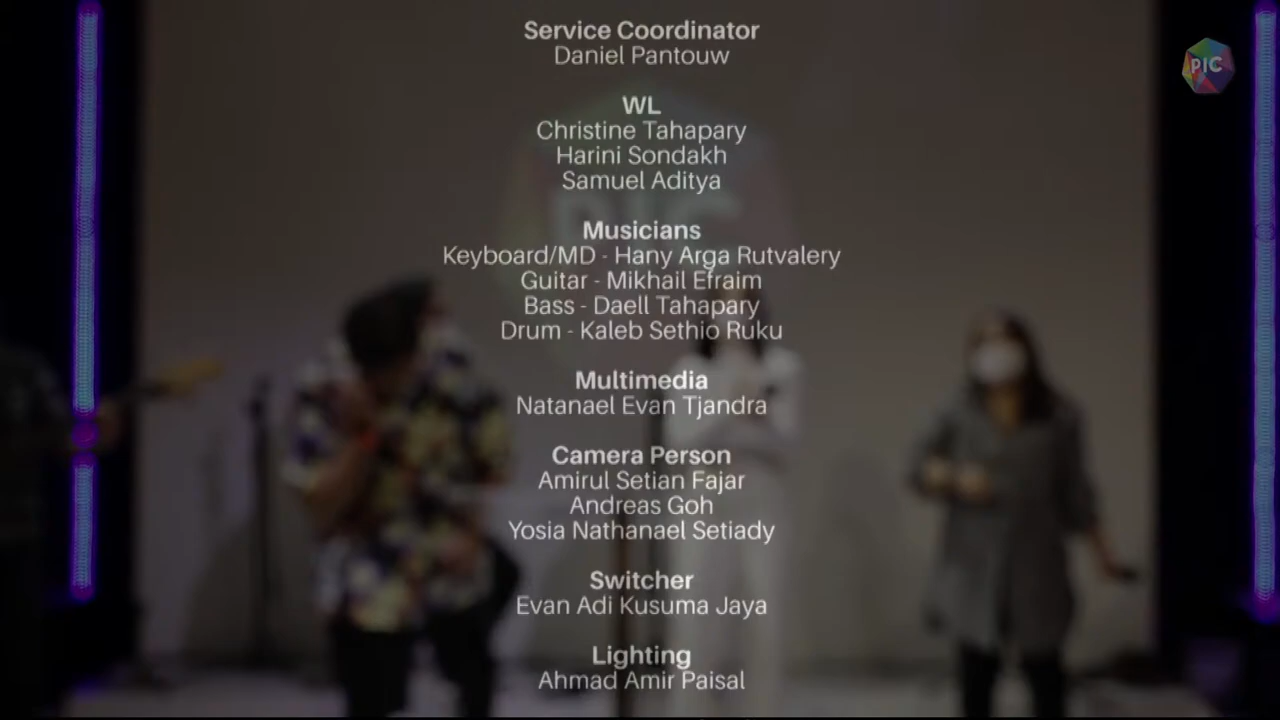 Service Coordinator
Daniel Pantouw
PIC
WL
Christine Tahapary
Harini Sondakh
Samuel Aditya
Musicians
Keyboard/MD - Hany Arga Rutvalery
Guitar - Mikhail Efraim
Bass - Daell Tahapary
Drum - Kaleb Sethio Ruku
Multimedia
Natanael Evan Tjandra
Camera Person
Amirul Setian Fajar
Andreas Goh
Yosia Nathanael Setiady
Switcher
Evan Adi Kusuma Jaya
Lighting
Ahmad Amir Paisal